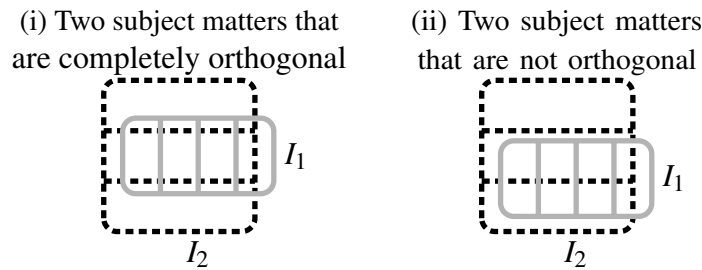 (i) Two subject matters that
are completely orthogonal
I₁
I₂
(ii) Two subject matters
that are not orthogonal
I₁
I₂